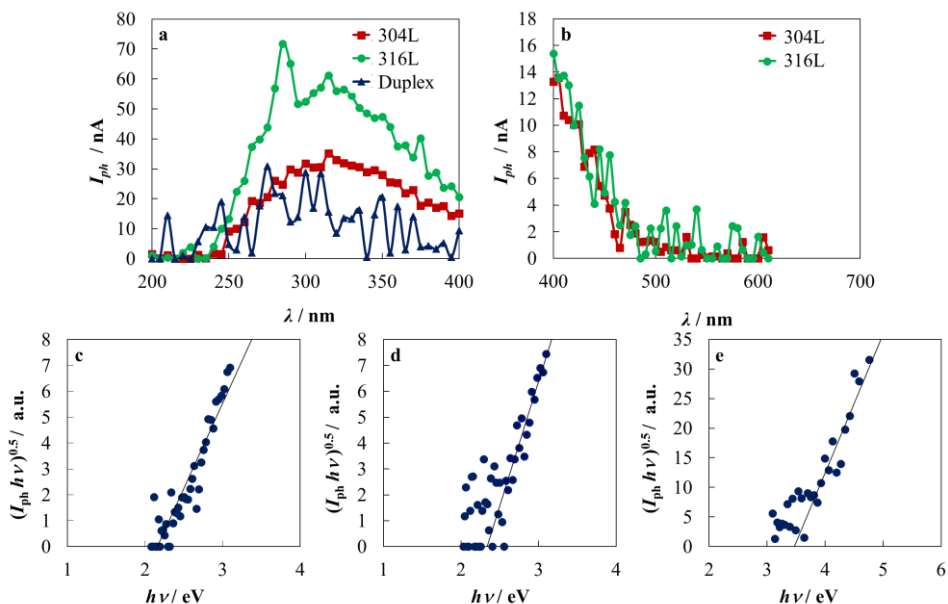 a
304L
316L
Duplex
80
70
60
50
40
30
20
10
0
I_ph / nA
200 250 300 350 400
λ / nm
b
304L
316L
18
16
14
12
10
8
6
4
2
0
I_ph / nA
400 500 600 700
λ / nm
c
8
7
6
5
4
3
2
1
0
(I_ph hν)^0.5 / a.u.
1 2 3 4
hν / eV
d
8
7
6
5
4
3
2
1
0
(I_ph hν)^0.5 / a.u.
1 2 3 4
hν / eV
e
35
30
25
20
15
10
5
0
(I_ph hν)^0.5 / a.u.
2 3 4 5 6
hν / eV